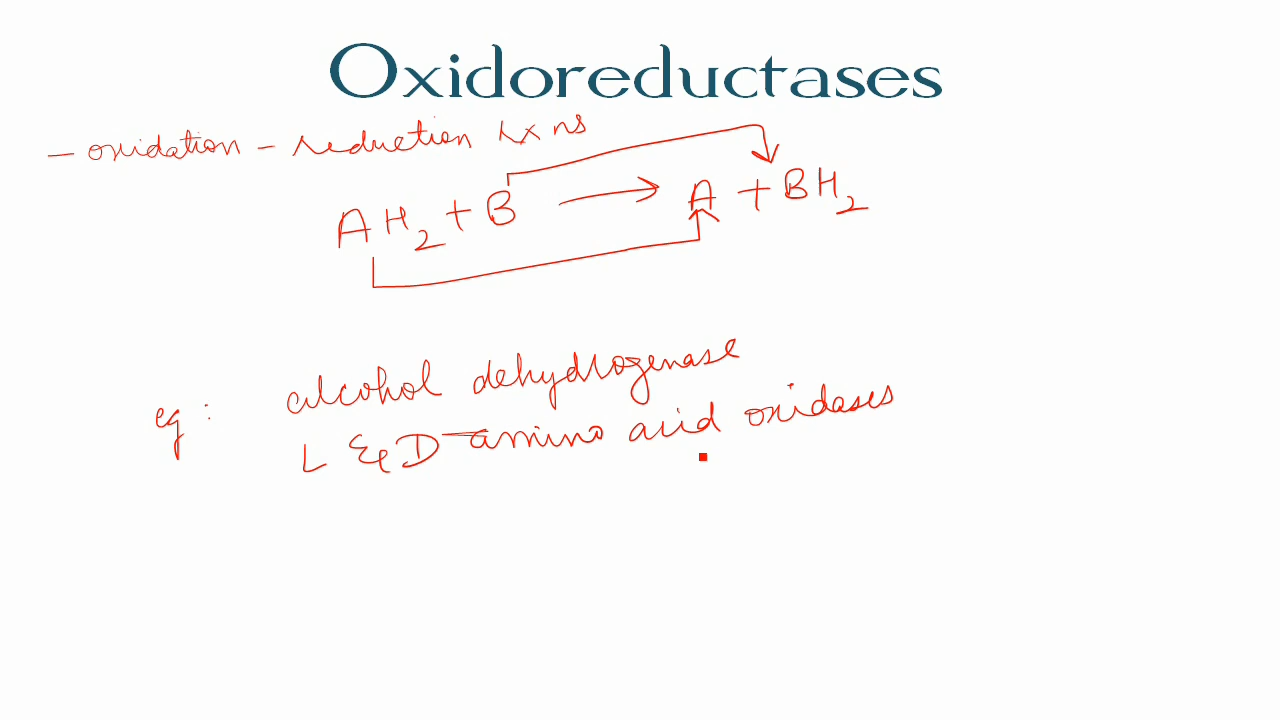 Oxidoreductases
- oxidation - reduction rxns
AH2 + B → A + BH2
eg: alcohol dehydrogenase
L & D-amino acid oxidases